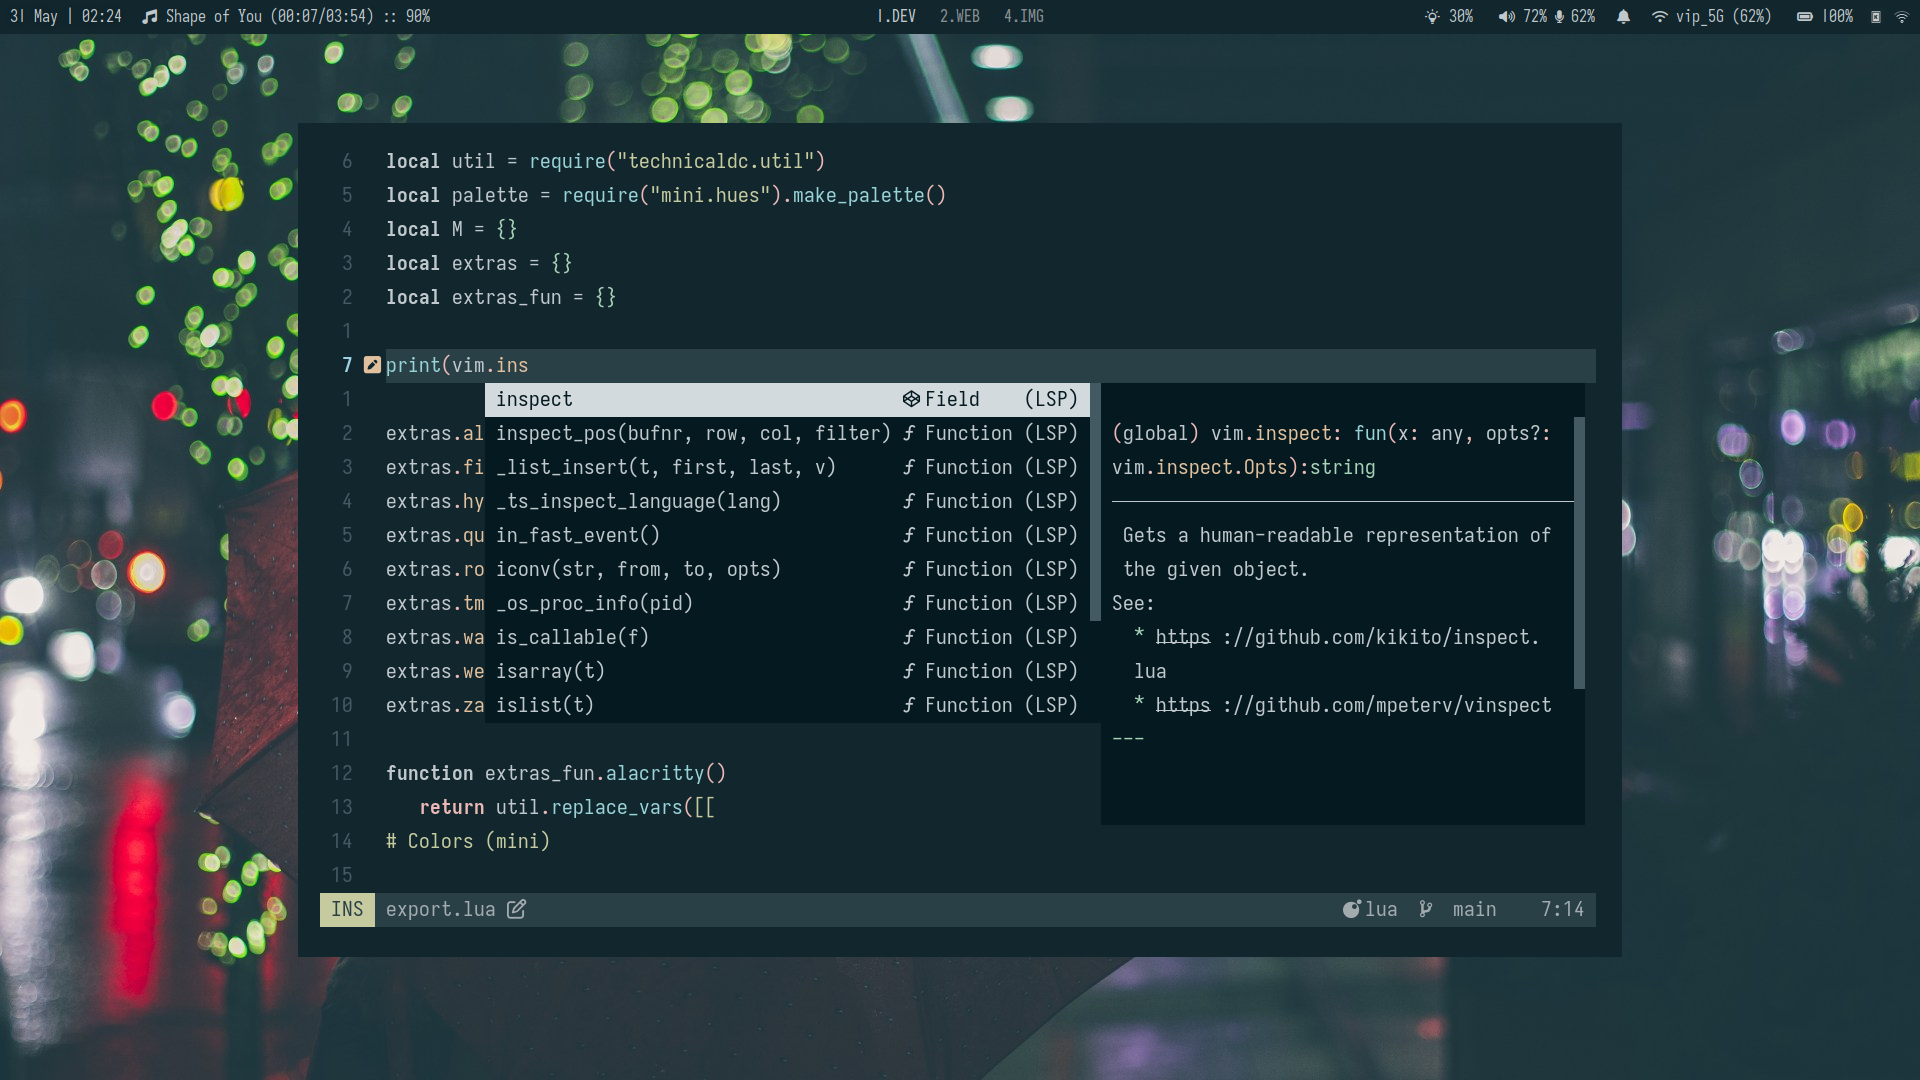 31 May | 02:24 Shape of You (00:07/03:54) :: 90%
1.DEV 2.WEB 4.IMG
30% 72% 62% vip_5G (62%) 100%
6 local util = require("technicaldc.util")
5 local palette = require("mini.hues").make_palette()
4 local M = {}
3 local extras = {}
2 local extras_fun = {}
1
7 print(vim.ins
1 inspect Field (LSP)
2 extras.al inspect_pos(bufnr, row, col, filter) ƒ Function (LSP)
3 extras.fi _list_insert(t, first, last, v) ƒ Function (LSP)
4 extras.hy _ts_inspect_language(lang) ƒ Function (LSP)
5 extras.qu in_fast_event() ƒ Function (LSP)
6 extras.ro iconv(str, from, to, opts) ƒ Function (LSP)
7 extras.tm _os_proc_info(pid) ƒ Function (LSP)
8 extras.wa is_callable(f) ƒ Function (LSP)
9 extras.we isarray(t) ƒ Function (LSP)
10 extras.za islist(t) ƒ Function (LSP)
(global) vim.inspect: fun(x: any, opts?:
vim.inspect.Opts):string
Gets a human-readable representation of
the given object.
See:
* https ://github.com/kikito/inspect.
lua
* https ://github.com/mpeterv/vinspect
---
11
12 function extras_fun.alacritty()
13 return util.replace_vars([[
14 # Colors (mini)
15
INS export.lua lua main 7:14